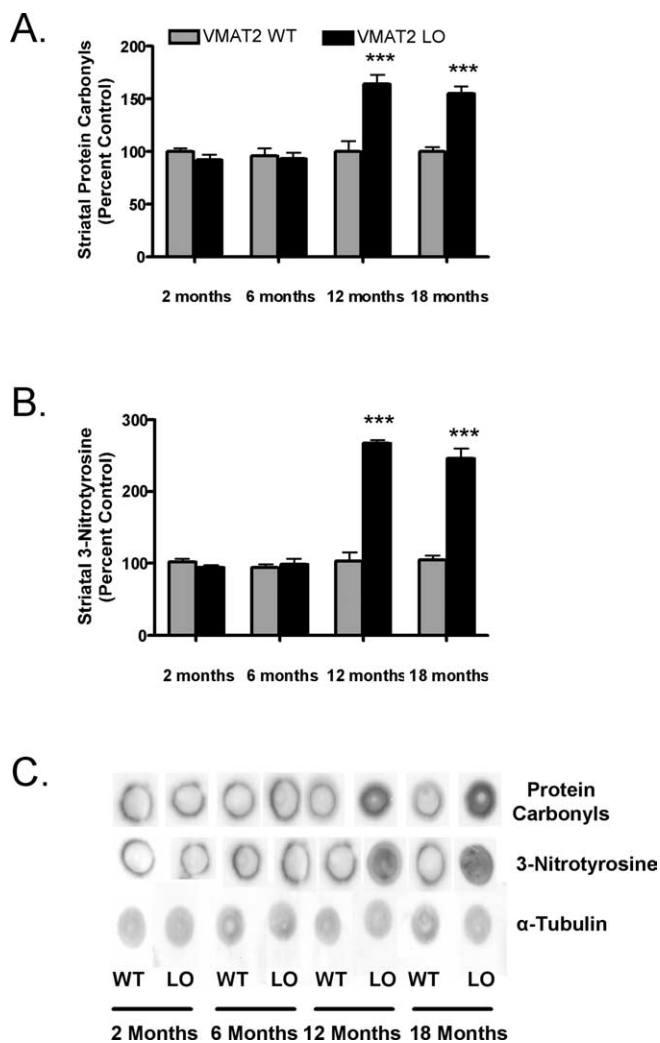 A.
VMAT2 WT VMAT2 LO
Striatal Protein Carbonyls
(Percent Control)
200
150
100
50
0
*** ***
2 months 6 months 12 months 18 months
B.
Striatal 3-Nitrotyrosine
(Percent Control)
300
200
100
0
*** ***
2 months 6 months 12 months 18 months
C.
Protein
Carbonyls
3-Nitrotyrosine
α-Tubulin
WT LO WT LO WT LO WT LO
2 Months 6 Months 12 Months 18 Months